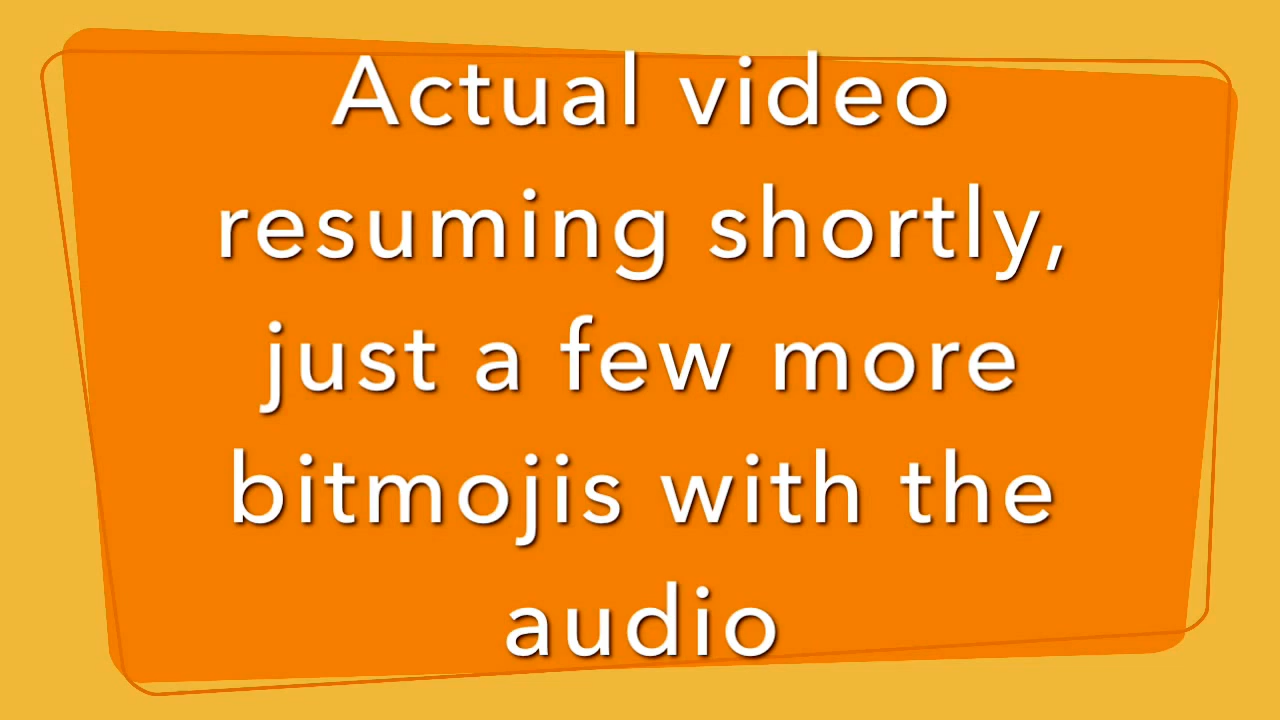 Actual video
resuming shortly,
just a few more
bitmojis with the
audio